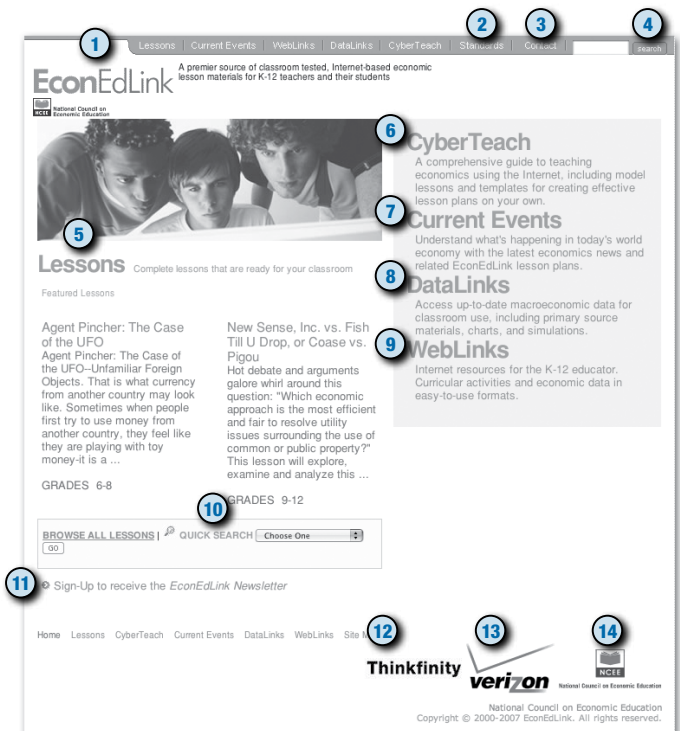 1
2
3
4
Lessons | Current Events | WebLinks | DataLinks | CyberTeach | Standards | Contact | search
EconEdLink
A premier source of classroom tested, Internet-based economic
lesson materials for K-12 teachers and their students
NCEE
National Council on
Economic Education
5
Lessons Complete lessons that are ready for your classroom
Featured Lessons
Agent Pincher: The Case
of the UFO
Agent Pincher: The Case of
the UFO--Unfamiliar Foreign
Objects. That is what currency
from another country may look
like. Sometimes when people
first try to use money from
another country, they feel like
they are playing with toy
money-it is a ...
GRADES 6-8
New Sense, Inc. vs. Fish
Till U Drop, or Coase vs.
Pigou
Hot debate and arguments
galore whirl around this
question: "Which economic
approach is the most efficient
and fair to resolve utility
issues surrounding the use of
common or public property?"
This lesson will explore,
examine and analyze this ...
GRADES 9-12
6
CyberTeach
A comprehensive guide to teaching
economics using the Internet, including model
lessons and templates for creating effective
lesson plans on your own.
7
Current Events
Understand what's happening in today's world
economy with the latest economics news and
related EconEdLink lesson plans.
8
DataLinks
Access up-to-date macroeconomic data for
classroom use, including primary source
materials, charts, and simulations.
9
WebLinks
Internet resources for the K-12 educator.
Curricular activities and economic data in
easy-to-use formats.
10
BROWSE ALL LESSONS | QUICK SEARCH Choose One
GO
11
Sign-Up to receive the EconEdLink Newsletter
Home Lessons CyberTeach Current Events DataLinks WebLinks Site
12
Thinkfinity
13
verizon
14
NCEE
National Council on Economic Education
National Council on Economic Education
Copyright © 2000-2007 EconEdLink. All rights reserved.